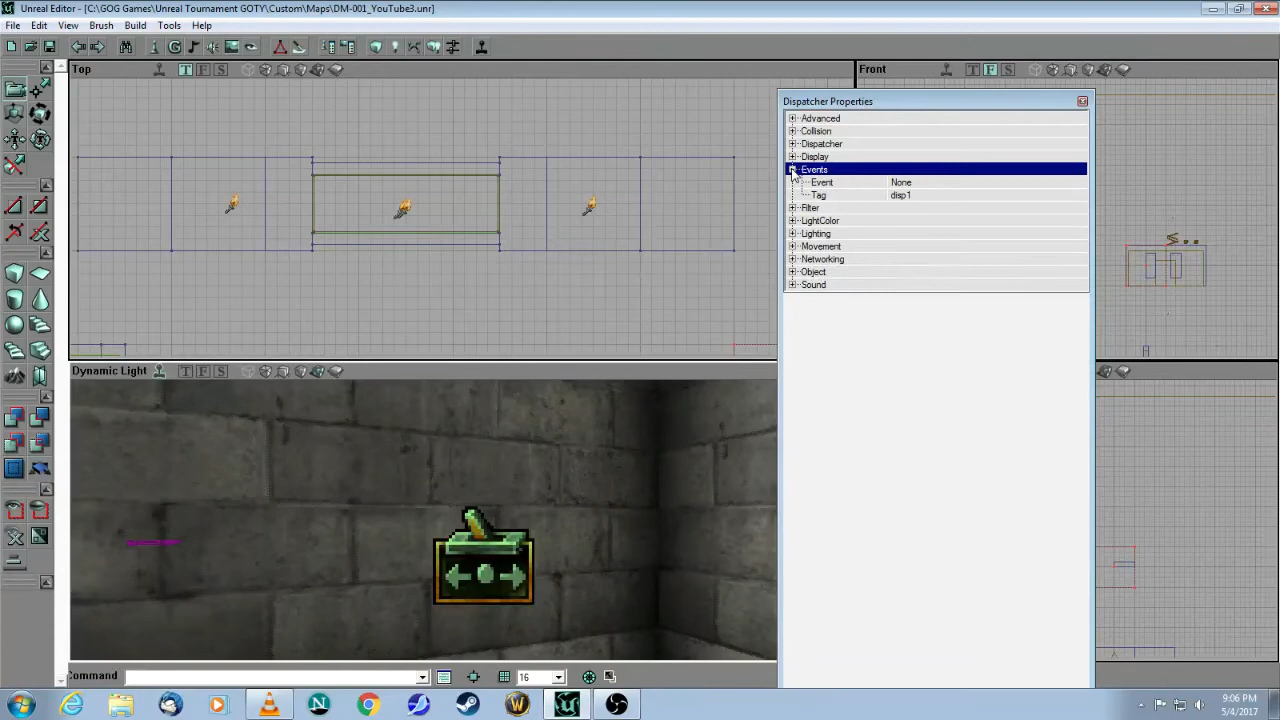 Unreal Editor - [C:\GOG Games\Unreal Tournament GOTY\Custom\Maps\DM-001_YouTube3.unr]
File Edit View Brush Build Tools Help
Top T F S
Front T F S
Dispatcher Properties
Advanced
Collision
Dispatcher
Display
Events
Event None
Tag disp1
Filter
LightColor
Lighting
Movement
Networking
Object
Sound
Dynamic Light T F S
Command 16
9:06 PM
5/4/2017